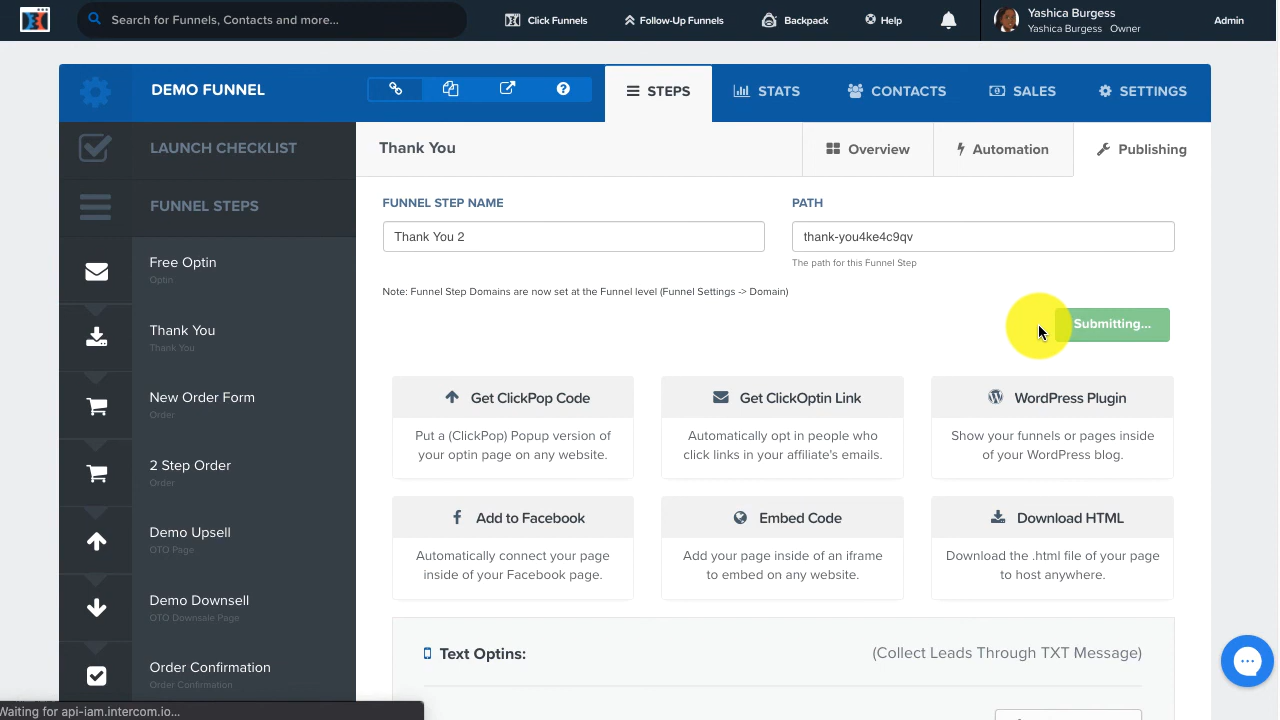 Search for Funnels, Contacts and more...
Click Funnels
Follow-Up Funnels
Backpack
Help
Yashica Burgess
Yashica Burgess Owner
Admin
DEMO FUNNEL
STEPS
STATS
CONTACTS
SALES
SETTINGS
LAUNCH CHECKLIST
FUNNEL STEPS
Free Optin
Optin
Thank You
Thank You
New Order Form
Order
2 Step Order
Order
Demo Upsell
OTO Page
Demo Downsell
OTO Downsale Page
Order Confirmation
Order Confirmation
Thank You
Overview
Automation
Publishing
FUNNEL STEP NAME
Thank You 2
PATH
thank-you4ke4c9qv
The path for this Funnel Step
Note: Funnel Step Domains are now set at the Funnel level (Funnel Settings -> Domain)
Submitting...
Get ClickPop Code
Put a (ClickPop) Popup version of
your optin page on any website.
Get ClickOptin Link
Automatically opt in people who
click links in your affiliate's emails.
WordPress Plugin
Show your funnels or pages inside
of your WordPress blog.
Add to Facebook
Automatically connect your page
inside of your Facebook page.
Embed Code
Add your page inside of an iframe
to embed on any website.
Download HTML
Download the .html file of your page
to host anywhere.
Text Optins:
(Collect Leads Through TXT Message)
Waiting for api-iam.intercom.io...